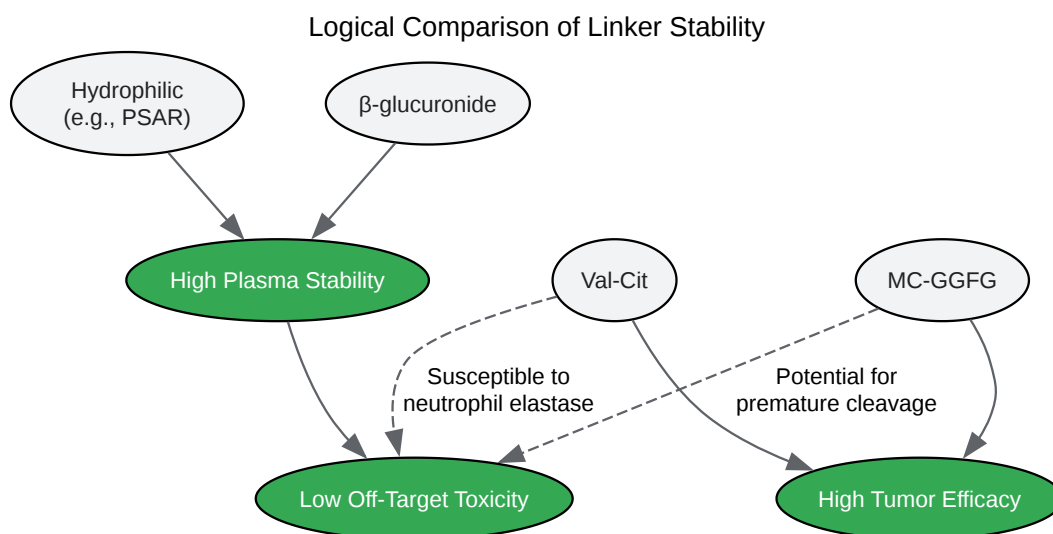 Logical Comparison of Linker Stability
Hydrophilic
(e.g., PSAR)
β-glucuronide
High Plasma Stability
Val-Cit
MC-GGFG
Susceptible to
neutrophil elastase
Potential for
premature cleavage
Low Off-Target Toxicity
High Tumor Efficacy